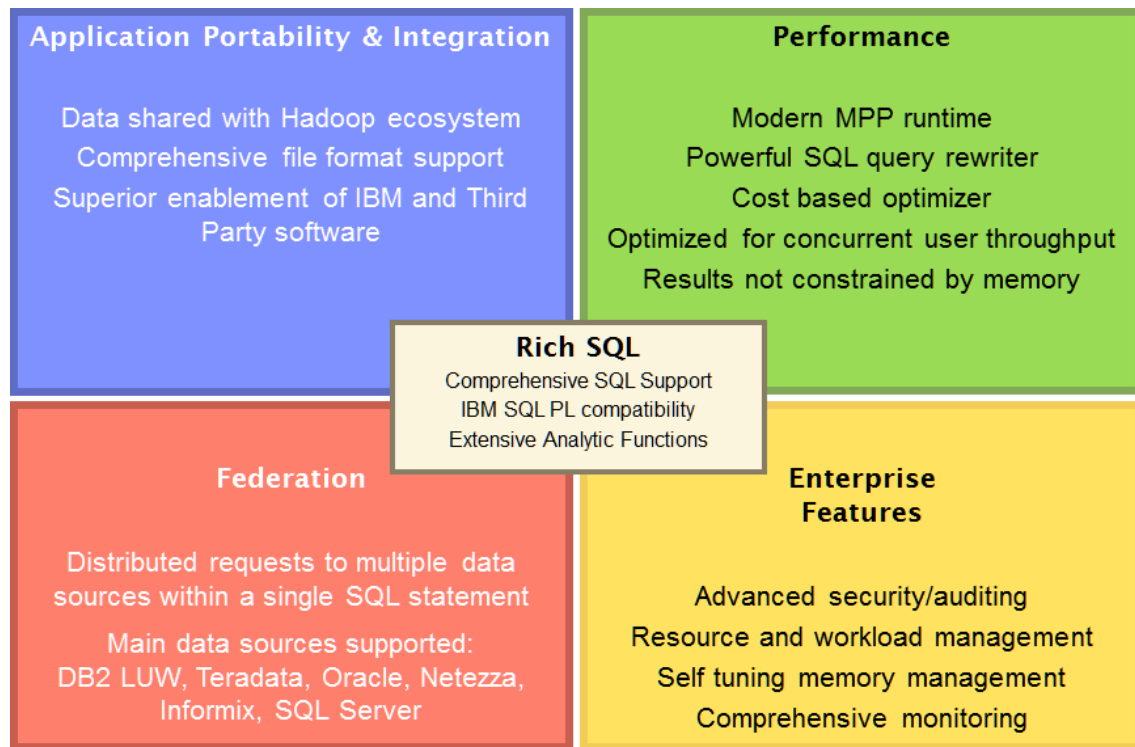 Application Portability & Integration
Data shared with Hadoop ecosystem
Comprehensive file format support
Superior enablement of IBM and Third
Party software
Performance
Modern MPP runtime
Powerful SQL query rewriter
Cost based optimizer
Optimized for concurrent user throughput
Results not constrained by memory
Rich SQL
Comprehensive SQL Support
IBM SQL PL compatibility
Extensive Analytic Functions
Federation
Distributed requests to multiple data
sources within a single SQL statement
Main data sources supported:
DB2 LUW, Teradata, Oracle, Netezza,
Informix, SQL Server
Enterprise
Features
Advanced security/auditing
Resource and workload management
Self tuning memory management
Comprehensive monitoring